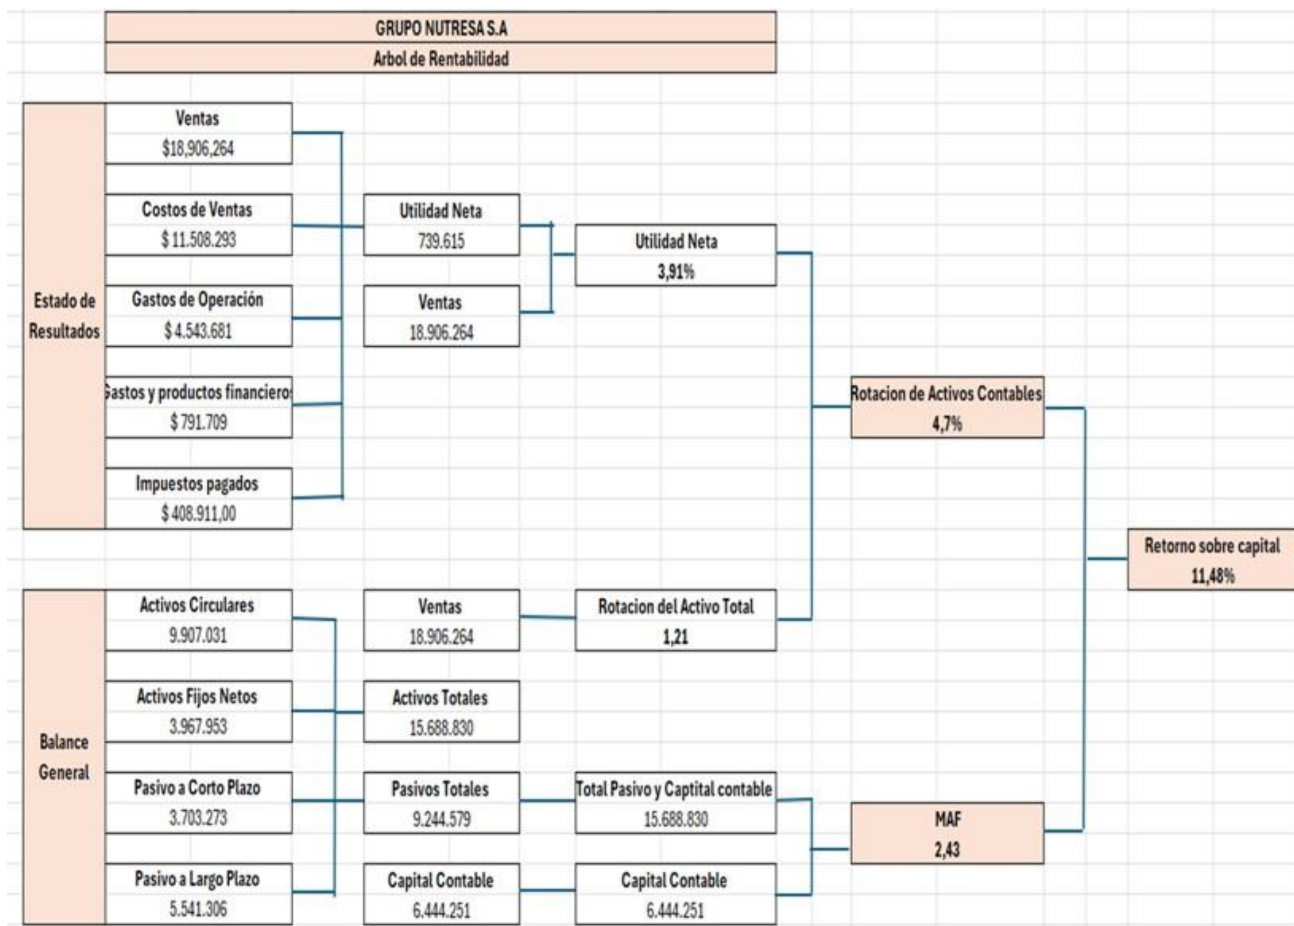 GRUPO NUTRESA S.A
Arbol de Rentabilidad
Estado de
Resultados
Ventas
$18,906,264
Costos de Ventas
$ 11.508.293
Gastos de Operación
$ 4.543.681
Gastos y productos financieros
$ 791.709
Impuestos pagados
$ 408.911,00
Utilidad Neta
739.615
Ventas
18.906.264
Utilidad Neta
3,91%
Rotacion de Activos Contables
4,7%
Retorno sobre capital
11,48%
Balance
General
Activos Circulares
9.907.031
Activos Fijos Netos
3.967.953
Pasivo a Corto Plazo
3.703.273
Pasivo a Largo Plazo
5.541.306
Ventas
18.906.264
Activos Totales
15.688.830
Pasivos Totales
9.244.579
Capital Contable
6.444.251
Rotacion del Activo Total
1,21
Total Pasivo y Captital contable
15.688.830
Capital Contable
6.444.251
MAF
2,43